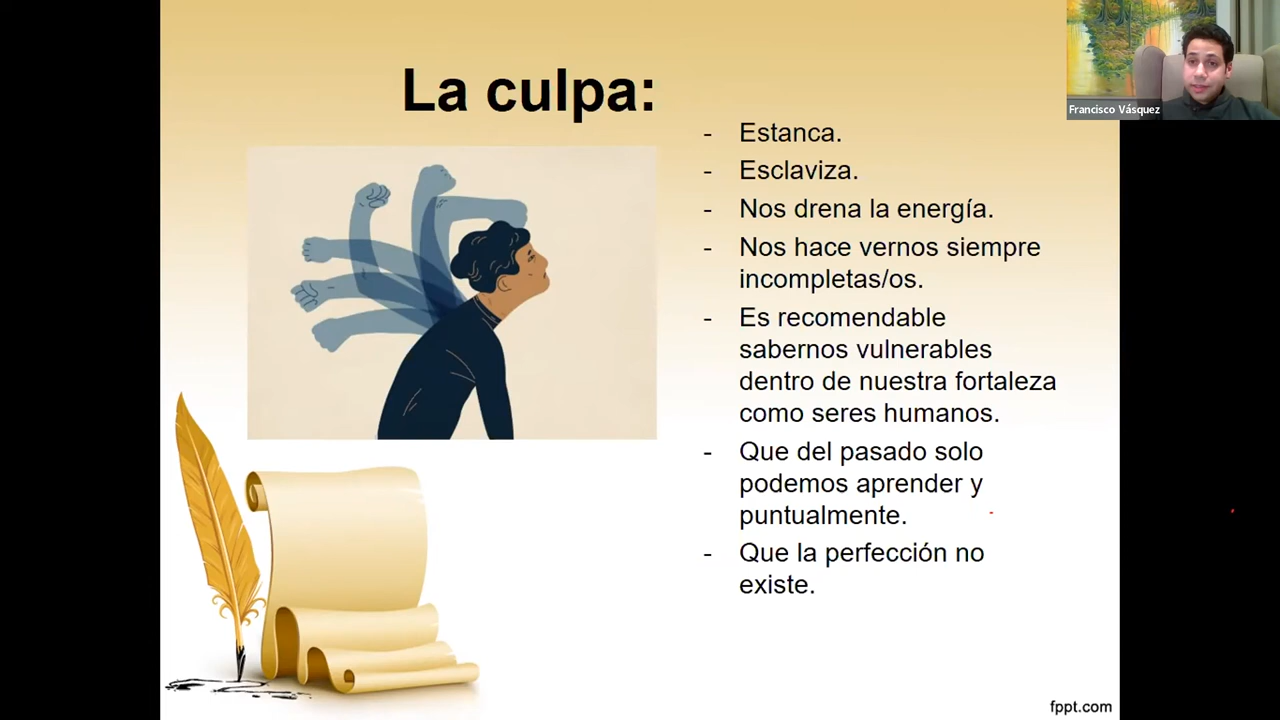 La culpa:
- Estanca.
- Esclaviza.
- Nos drena la energía.
- Nos hace vernos siempre
incompletas/os.
- Es recomendable
sabernos vulnerables
dentro de nuestra fortaleza
como seres humanos.
- Que del pasado solo
podemos aprender y
puntualmente.
- Que la perfección no
existe.
Francisco Vásquez
fppt.com